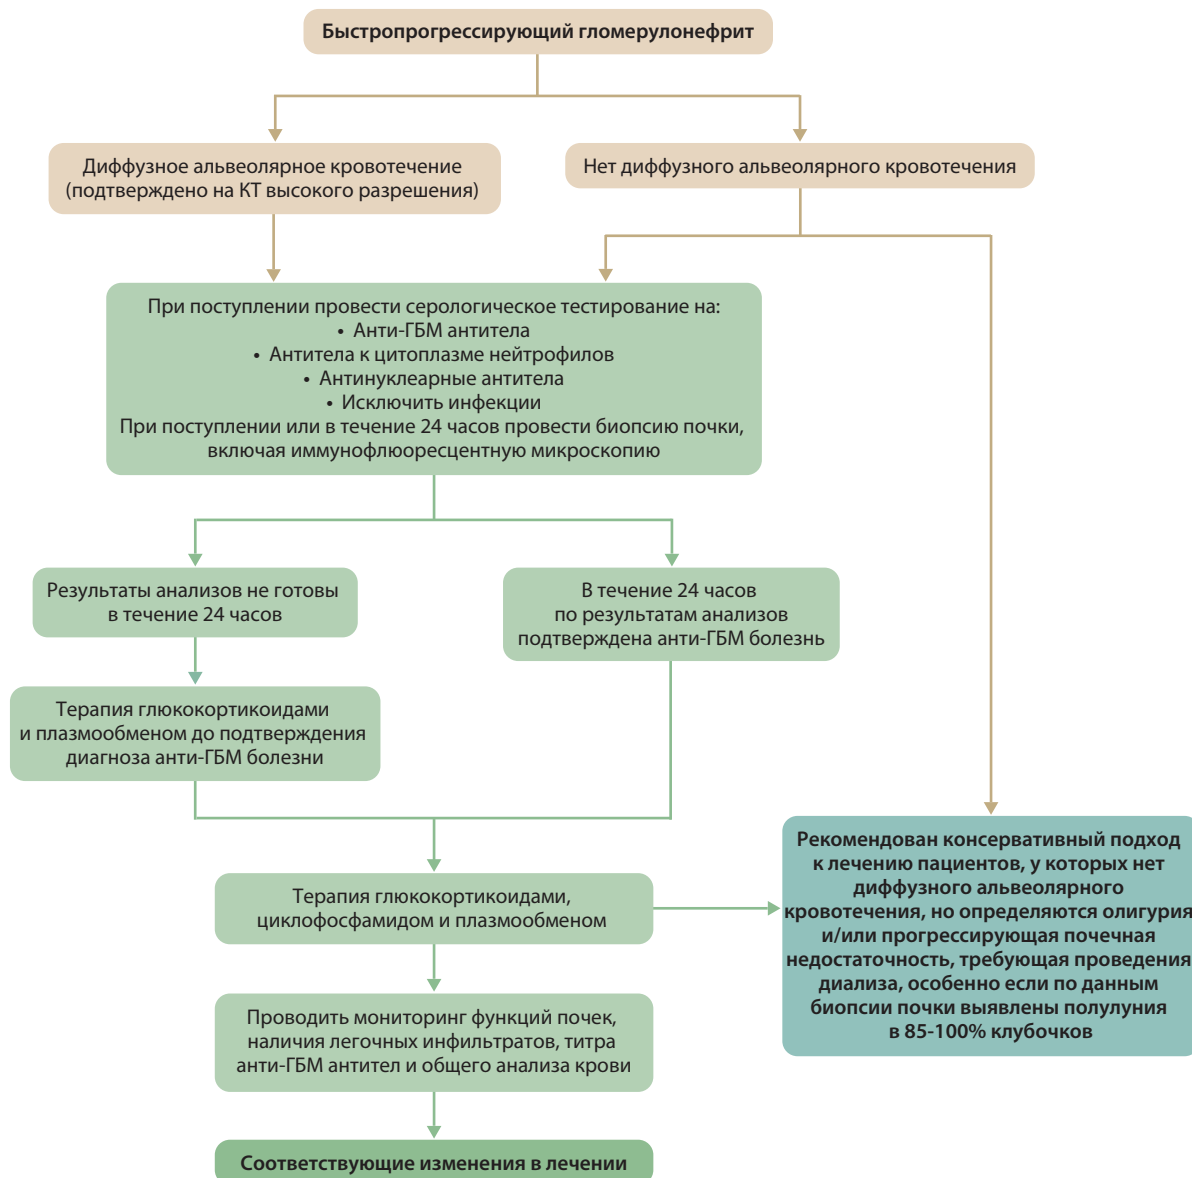 Быстропрогрессирующий гломерулонефрит
Диффузное альвеолярное кровотечение
(подтверждено на КТ высокого разрешения)
Нет диффузного альвеолярного кровотечения
При поступлении провести серологическое тестирование на:
• Анти-ГБМ антитела
• Антитела к цитоплазме нейтрофилов
• Антинуклеарные антитела
• Исключить инфекции
При поступлении или в течение 24 часов провести биопсию почки,
включая иммунофлюоресцентную микроскопию
Результаты анализов не готовы
в течение 24 часов
В течение 24 часов
по результатам анализов
подтверждена анти-ГБМ болезнь
Терапия глюкокортикоидами
и плазмообменом до подтверждения
диагноза анти-ГБМ болезни
Терапия глюкокортикоидами,
циклофосфамидом и плазмообменом
Рекомендован консервативный подход
к лечению пациентов, у которых нет
диффузного альвеолярного
кровотечения, но определяются олигурия
и/или прогрессирующая почечная
недостаточность, требующая проведения
диализа, особенно если по данным
биопсии почки выявлены полулуния
в 85-100% клубочков
Проводить мониторинг функций почек,
наличия легочных инфильтратов, титра
анти-ГБМ антител и общего анализа крови
Соответствующие изменения в лечении